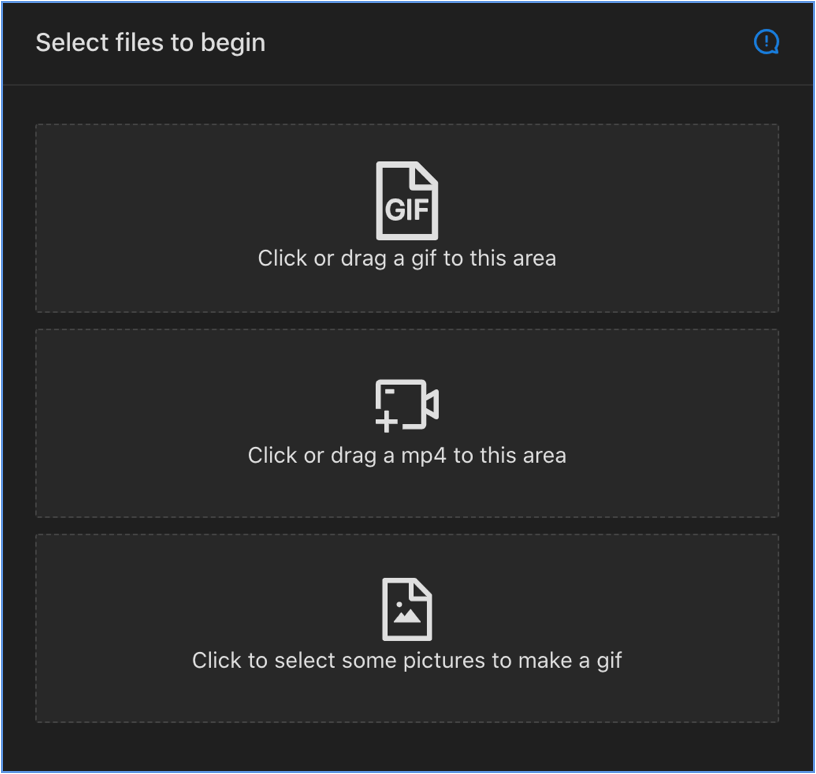 Select files to begin
GIF
Click or drag a gif to this area
Click or drag a mp4 to this area
Click to select some pictures to make a gif